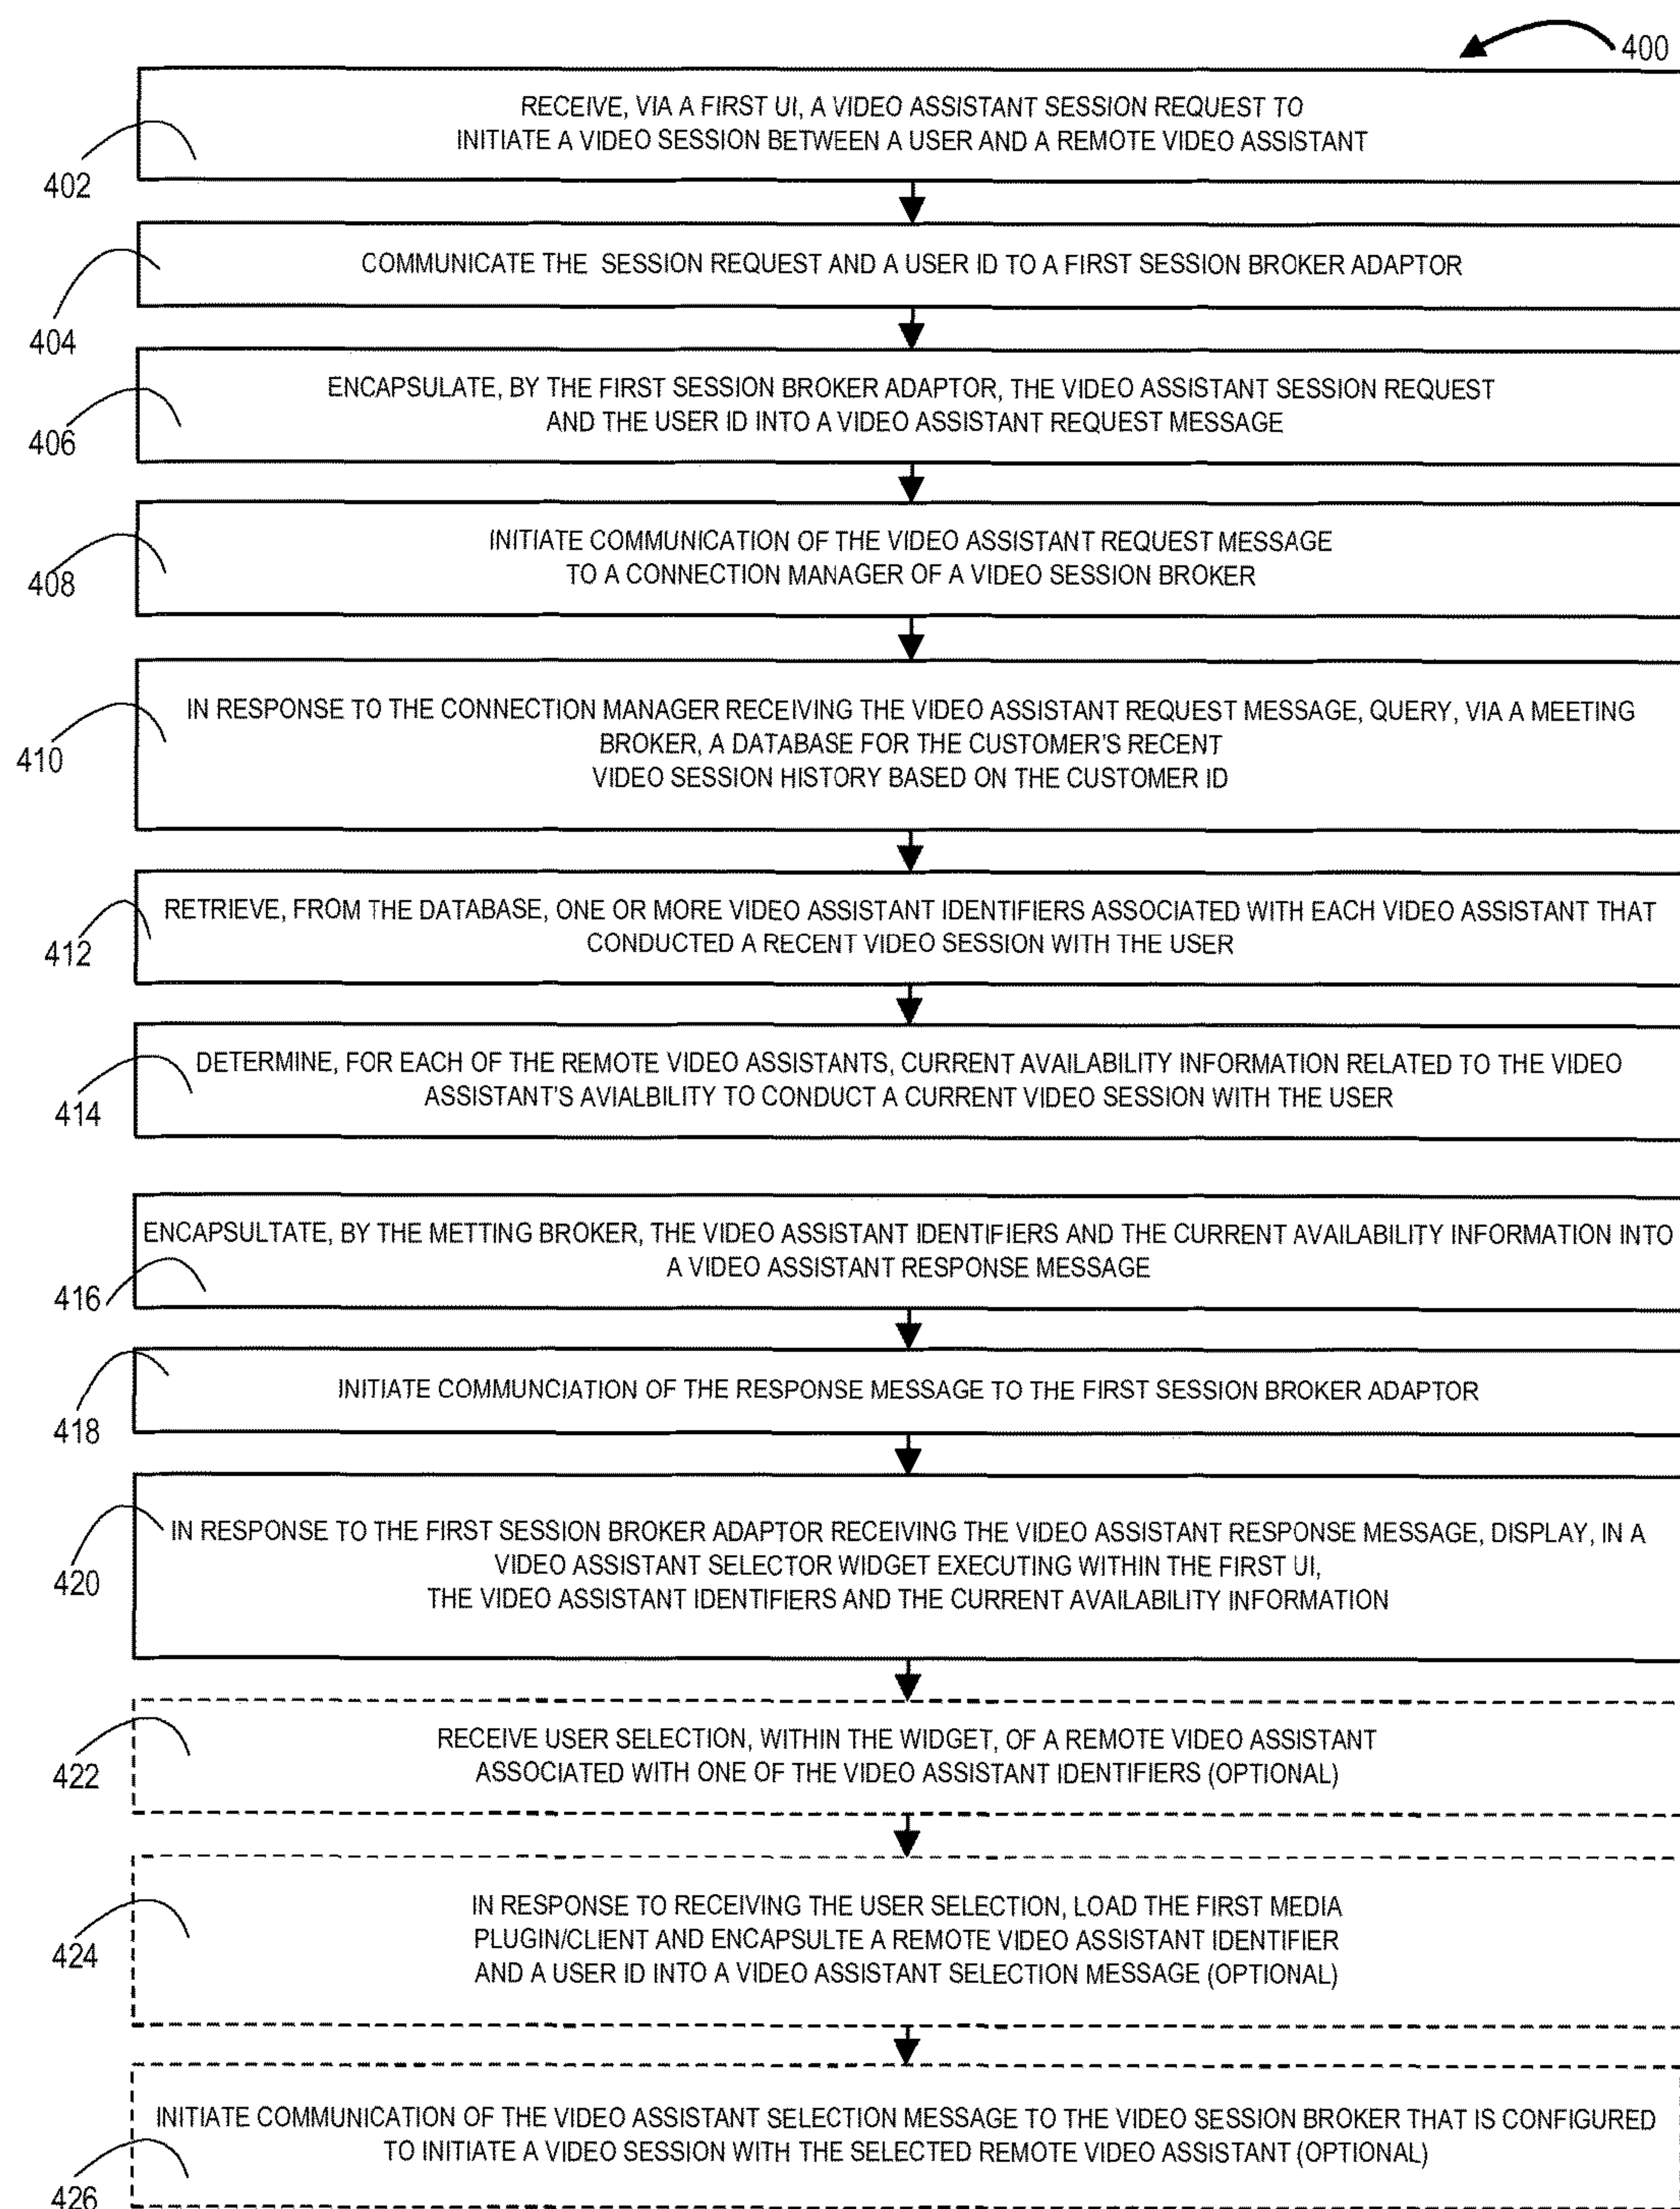 400
RECEIVE, VIA A FIRST UI, A VIDEO ASSISTANT SESSION REQUEST TO
INITIATE A VIDEO SESSION BETWEEN A USER AND A REMOTE VIDEO ASSISTANT
402
COMMUNICATE THE SESSION REQUEST AND A USER ID TO A FIRST SESSION BROKER ADAPTOR
404
ENCAPSULATE, BY THE FIRST SESSION BROKER ADAPTOR, THE VIDEO ASSISTANT SESSION REQUEST
AND THE USER ID INTO A VIDEO ASSISTANT REQUEST MESSAGE
406
INITIATE COMMUNICATION OF THE VIDEO ASSISTANT REQUEST MESSAGE
TO A CONNECTION MANAGER OF A VIDEO SESSION BROKER
408
IN RESPONSE TO THE CONNECTION MANAGER RECEIVING THE VIDEO ASSISTANT REQUEST MESSAGE, QUERY, VIA A MEETING
BROKER, A DATABASE FOR THE CUSTOMER'S RECENT
VIDEO SESSION HISTORY BASED ON THE CUSTOMER ID
410
RETRIEVE, FROM THE DATABASE, ONE OR MORE VIDEO ASSISTANT IDENTIFIERS ASSOCIATED WITH EACH VIDEO ASSISTANT THAT
CONDUCTED A RECENT VIDEO SESSION WITH THE USER
412
DETERMINE, FOR EACH OF THE REMOTE VIDEO ASSISTANTS, CURRENT AVAILABILITY INFORMATION RELATED TO THE VIDEO
ASSISTANT'S AVIALBILITY TO CONDUCT A CURRENT VIDEO SESSION WITH THE USER
414
ENCAPSULTATE, BY THE METTING BROKER, THE VIDEO ASSISTANT IDENTIFIERS AND THE CURRENT AVAILABILITY INFORMATION INTO
A VIDEO ASSISTANT RESPONSE MESSAGE
416
INITIATE COMMUNCIATION OF THE RESPONSE MESSAGE TO THE FIRST SESSION BROKER ADAPTOR
418
IN RESPONSE TO THE FIRST SESSION BROKER ADAPTOR RECEIVING THE VIDEO ASSISTANT RESPONSE MESSAGE, DISPLAY, IN A
VIDEO ASSISTANT SELECTOR WIDGET EXECUTING WITHIN THE FIRST UI,
THE VIDEO ASSISTANT IDENTIFIERS AND THE CURRENT AVAILABILITY INFORMATION
420
RECEIVE USER SELECTION, WITHIN THE WIDGET, OF A REMOTE VIDEO ASSISTANT
ASSOCIATED WITH ONE OF THE VIDEO ASSISTANT IDENTIFIERS (OPTIONAL)
422
IN RESPONSE TO RECEIVING THE USER SELECTION, LOAD THE FIRST MEDIA
PLUGIN/CLIENT AND ENCAPSULTE A REMOTE VIDEO ASSISTANT IDENTIFIER
AND A USER ID INTO A VIDEO ASSISTANT SELECTION MESSAGE (OPTIONAL)
424
INITIATE COMMUNICATION OF THE VIDEO ASSISTANT SELECTION MESSAGE TO THE VIDEO SESSION BROKER THAT IS CONFIGURED
TO INITIATE A VIDEO SESSION WITH THE SELECTED REMOTE VIDEO ASSISTANT (OPTIONAL)
426